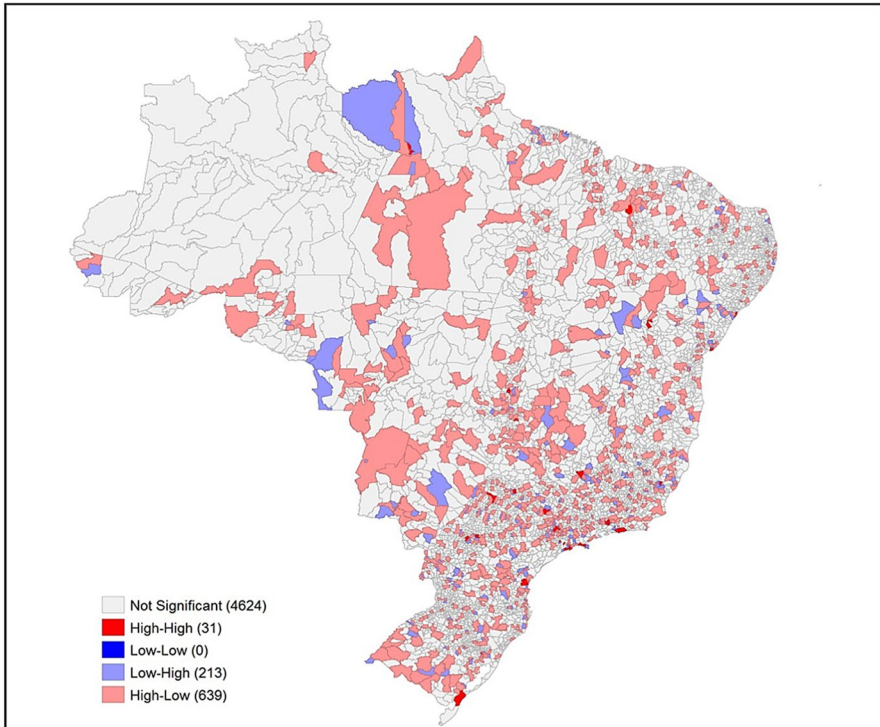 Not Significant (4624)
High-High (31)
Low-Low (0)
Low-High (213)
High-Low (639)